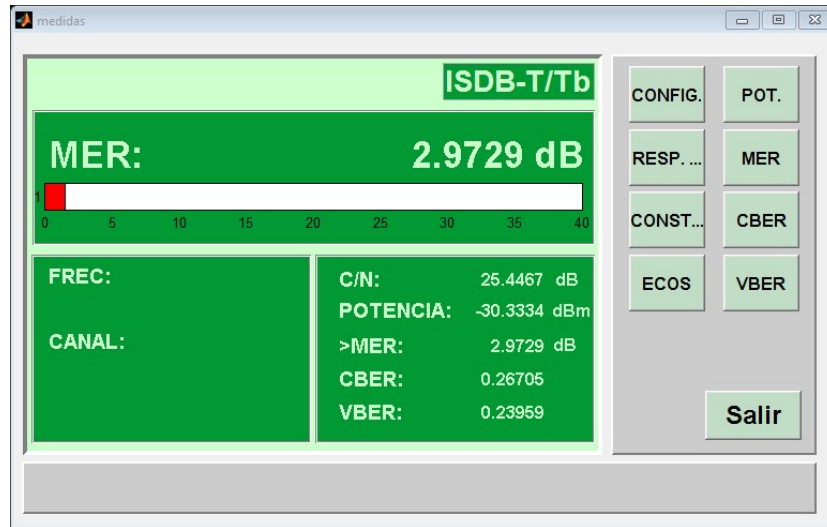 medidas
ISDB-T/Tb
MER: 2.9729 dB
1
0 5 10 15 20 25 30 35 40
FREC:
CANAL:
C/N: 25.4467 dB
POTENCIA: -30.3334 dBm
>MER: 2.9729 dB
CBER: 0.26705
VBER: 0.23959
CONFIG. POT.
RESP. ... MER
CONST... CBER
ECOS VBER
Salir